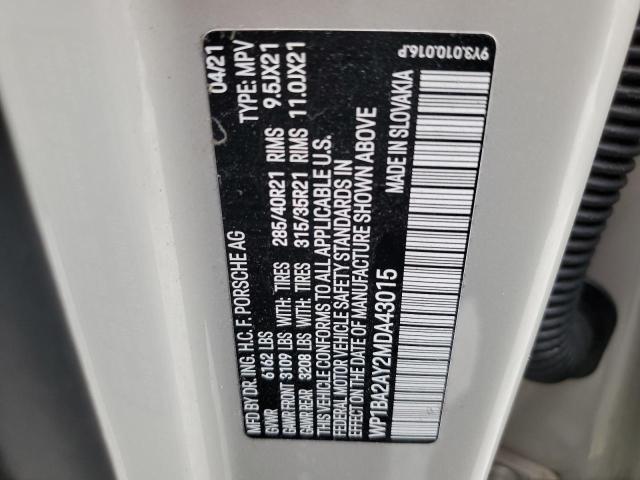 MFD BY DR. ING. H.C. F. PORSCHE AG 04/21
GVWR 6162 LBS TYPE: MPV
GAWR FRONT 3109 LBS WITH: TIRES 285/40R21 RIMS 9.5JX21
GAWR REAR 3208 LBS WITH: TIRES 315/35R21 RIMS 11.0JX21
THIS VEHICLE CONFORMS TO ALL APPLICABLE U.S.
FEDERAL MOTOR VEHICLE SAFETY STANDARDS IN
EFFECT ON THE DATE OF MANUFACTURE SHOWN ABOVE
WP1BA2AY2MDA43015 MADE IN SLOVAKIA
9Y3.010.016.P